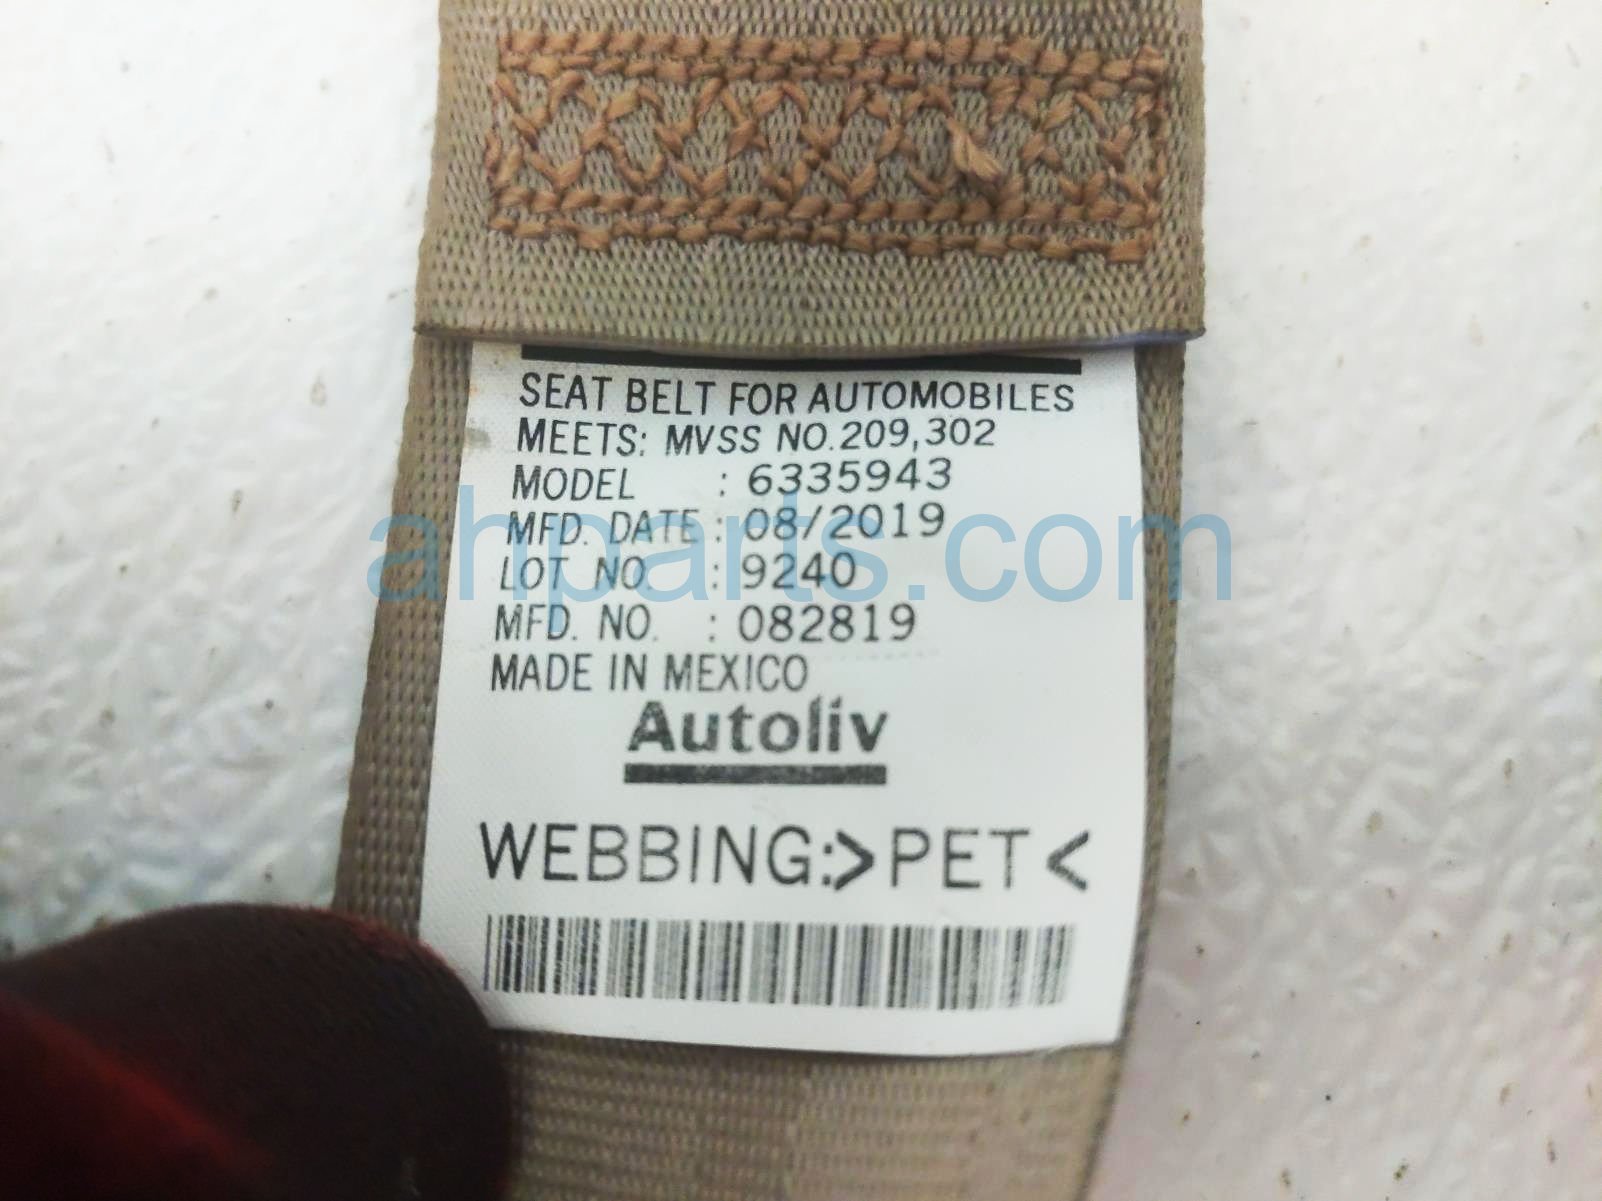 SEAT BELT FOR AUTOMOBILES
MEETS: MVSS NO.209,302
MODEL : 6335943
MFD. DATE : 08/2019
ahparts.com
LOT NO. : 9240
MFD. NO. : 082819
MADE IN MEXICO
Autoliv
WEBBING:>PET<